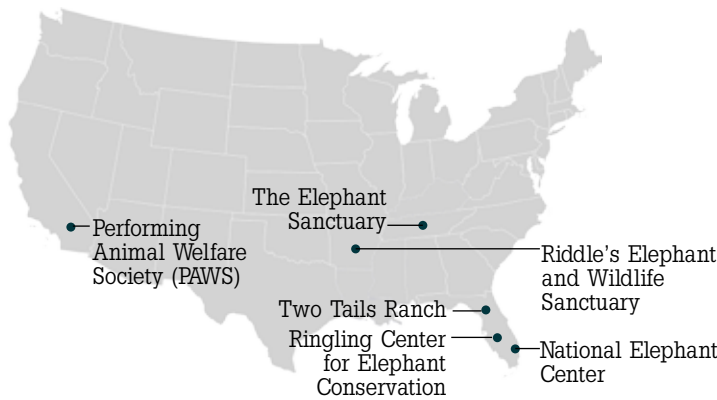 The Elephant
Sanctuary
Performing
Animal Welfare
Society (PAWS)
Riddle's Elephant
and Wildlife
Sanctuary
Two Tails Ranch
Ringling Center
for Elephant
Conservation
National Elephant
Center